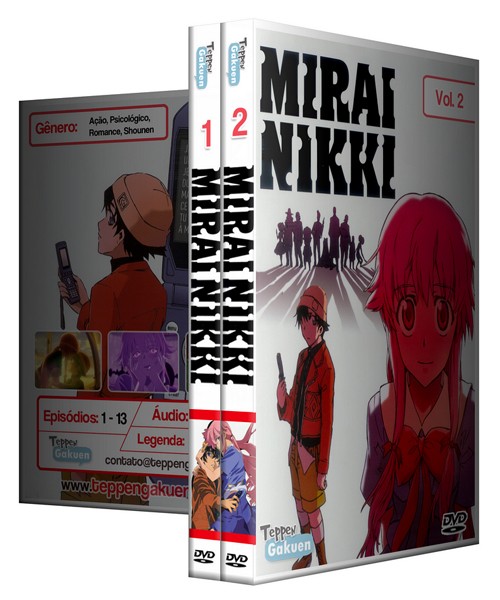 Gênero:
Ação, Psicológico,
Romance, Shounen
Episódios: 1 - 13
Áudio:
Legenda:
Teppen
Gakuen
contato@teppeng
www.teppengakuen
Teppen
Gakuen
1
MIRAI NIKKI
DVD
Teppen
Gakuen
2
MIRAI NIKKI
DVD
MIRAI
NIKKI
Vol. 2
Teppen
Gakuen
DVD